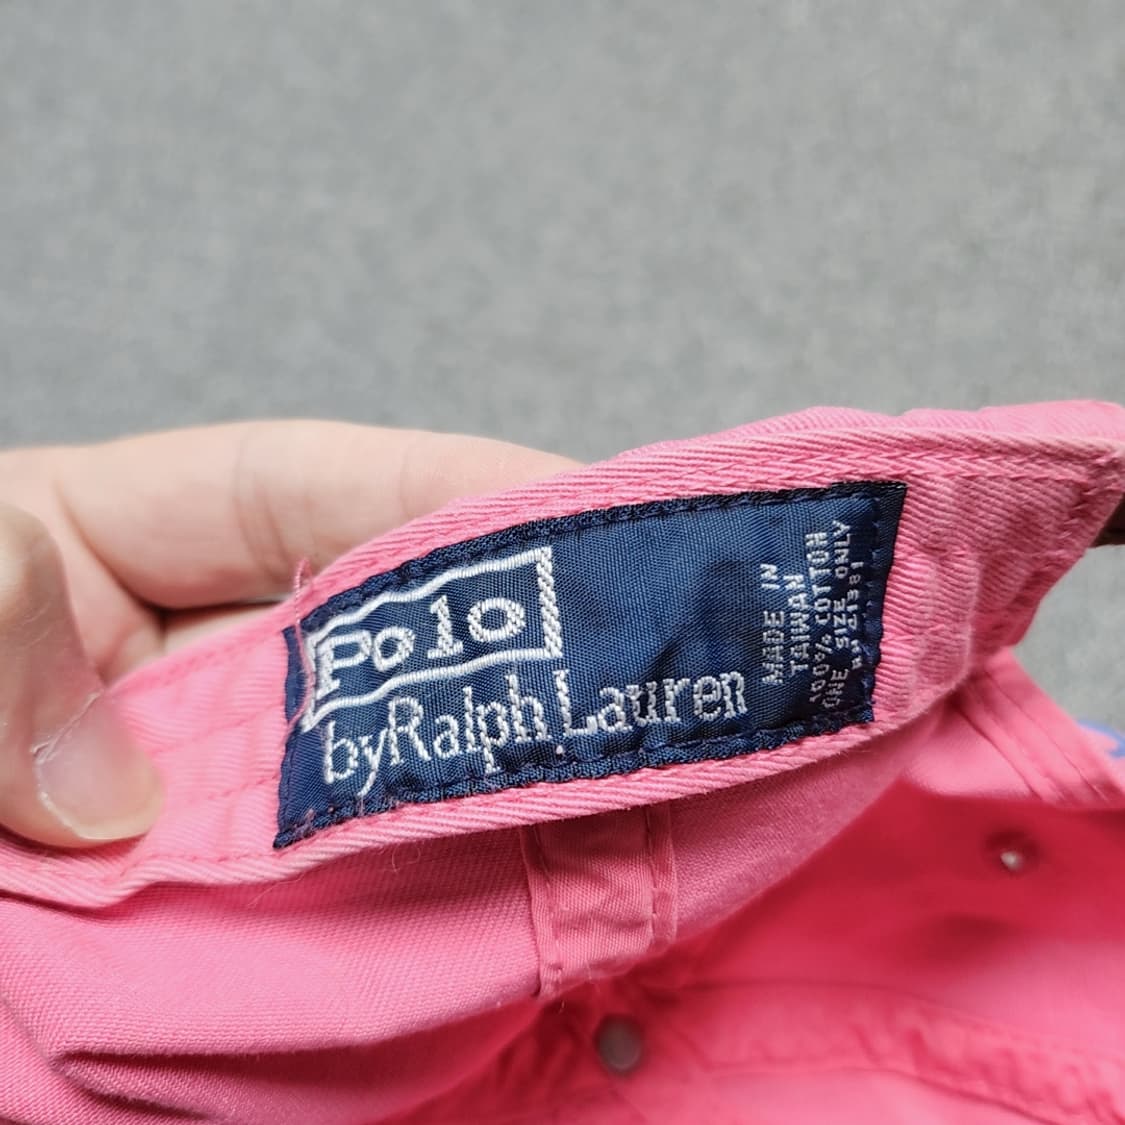 Polo
by Ralph Lauren
MADE IN
TAIWAN
100% COTTON
ONE SIZE ONLY